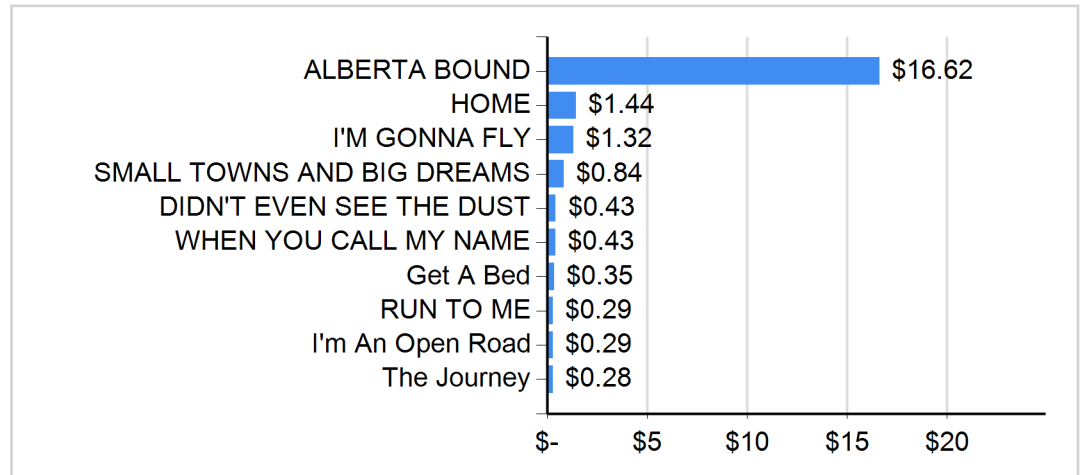 ALBERTA BOUND $16.62
HOME $1.44
I'M GONNA FLY $1.32
SMALL TOWNS AND BIG DREAMS $0.84
DIDN'T EVEN SEE THE DUST $0.43
WHEN YOU CALL MY NAME $0.43
Get A Bed $0.35
RUN TO ME $0.29
I'm An Open Road $0.29
The Journey $0.28
$- $5 $10 $15 $20